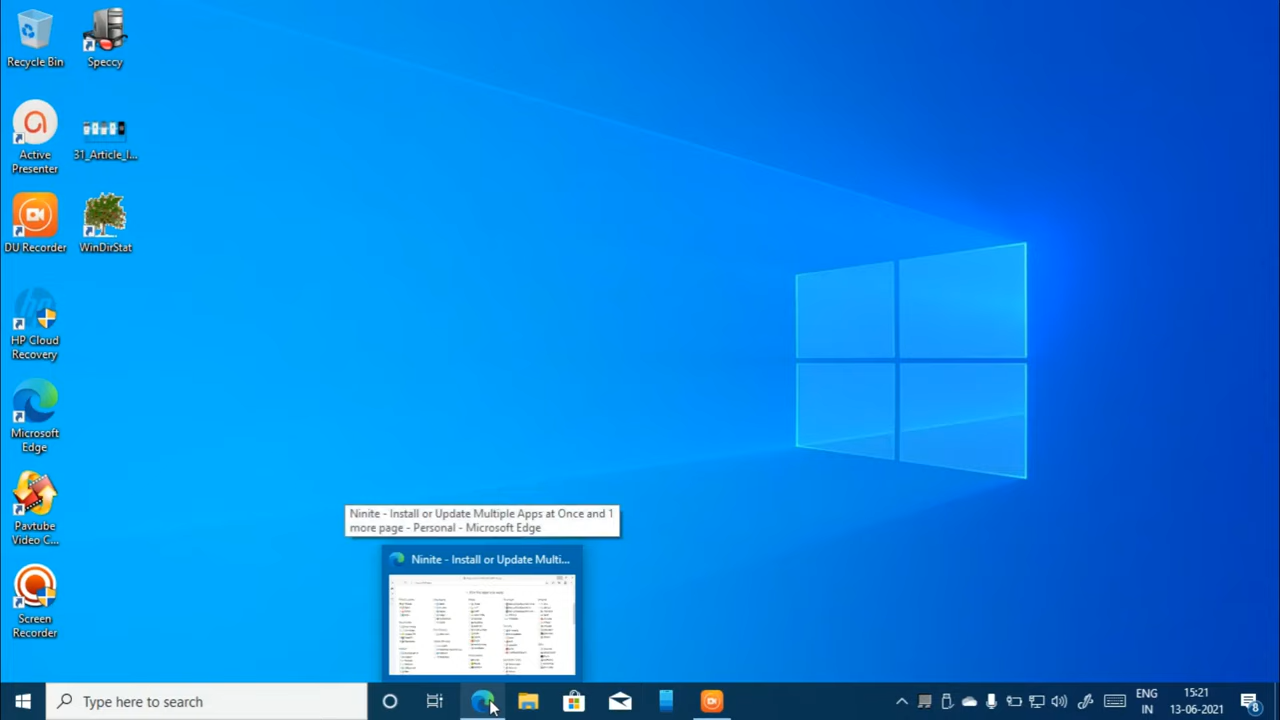 Recycle Bin
Speccy
Active
Presenter
31_Article_I...
DU Recorder
WinDirStat
HP Cloud
Recovery
Microsoft
Edge
Pavtube
Video C...
Screen
Recorder
Ninite - Install or Update Multiple Apps at Once and 1
more page - Personal - Microsoft Edge
Ninite - Install or Update Multi...
Type here to search
ENG
IN
15:21
13-06-2021
8